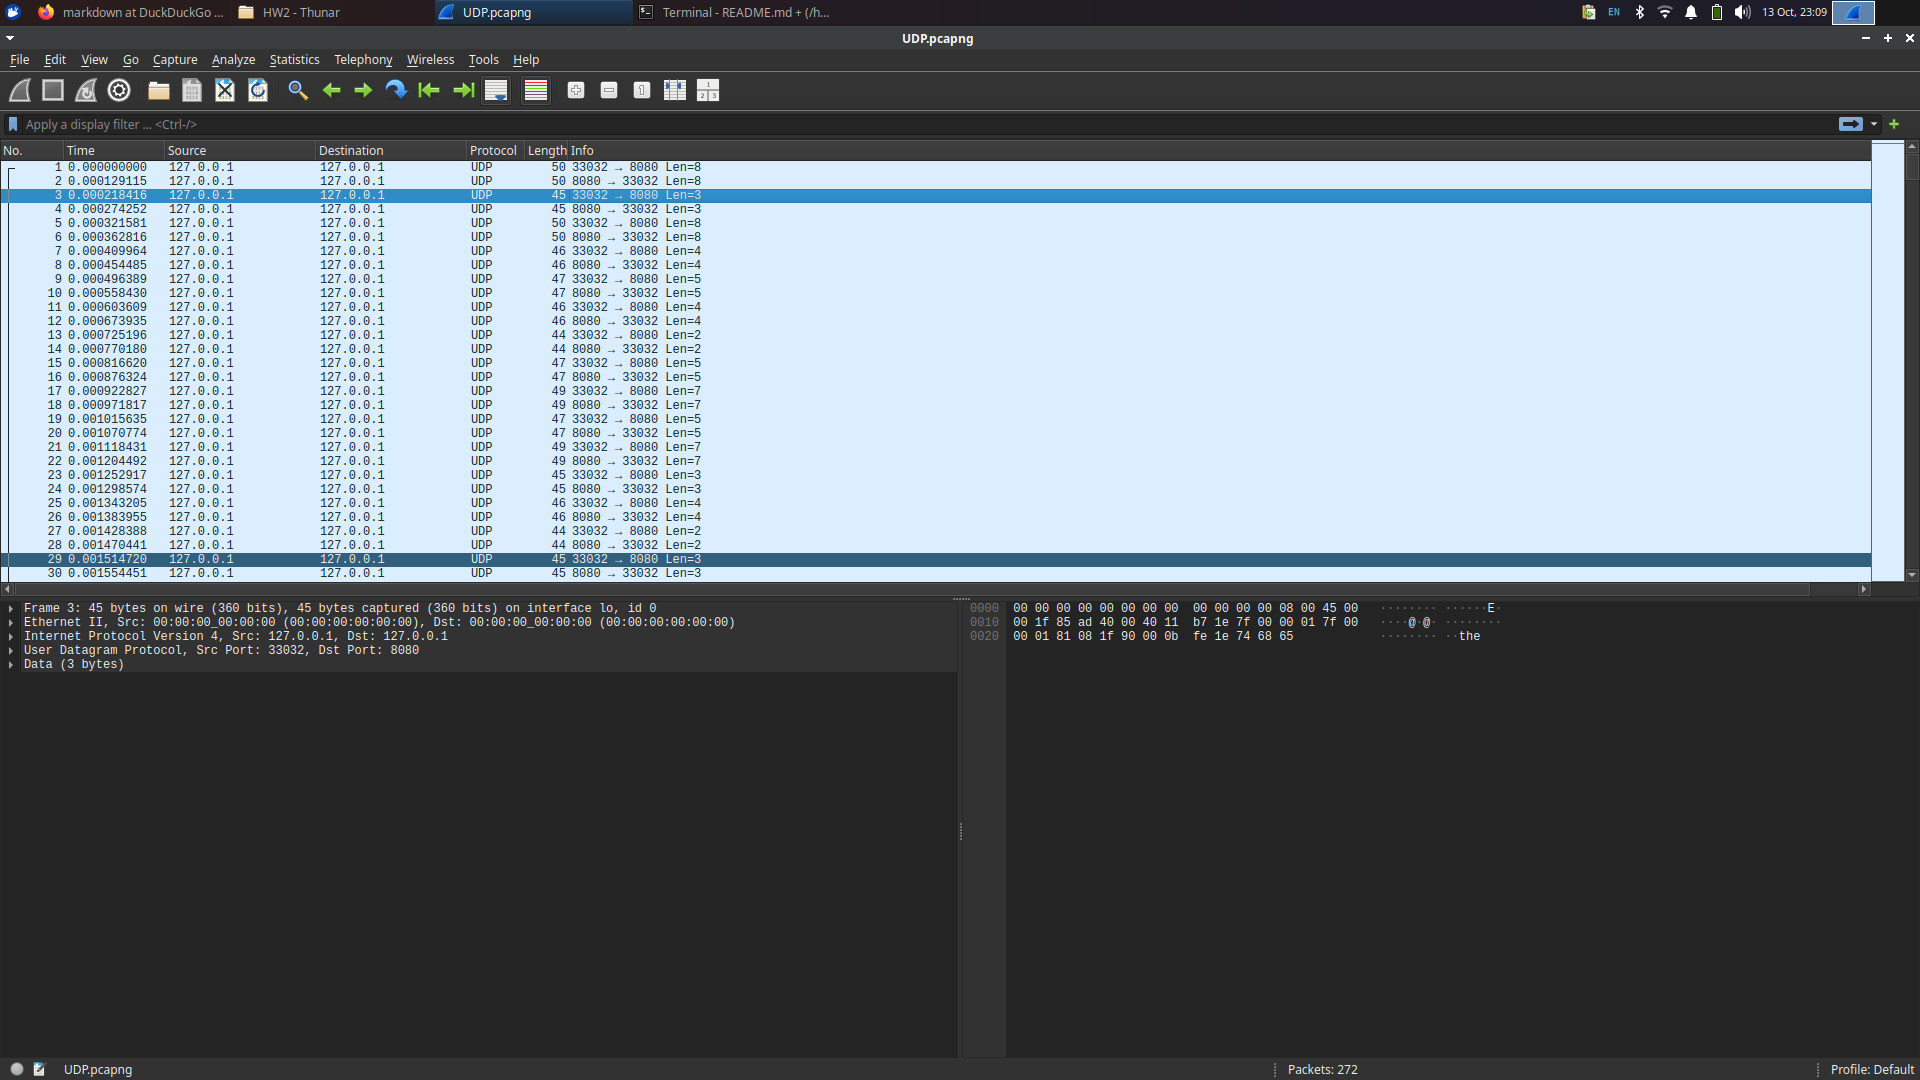 markdown at DuckDuckGo ... HW2 - Thunar UDP.pcapng Terminal - README.md + (/h... EN 13 Oct, 23:09
UDP.pcapng
File Edit View Go Capture Analyze Statistics Telephony Wireless Tools Help
Apply a display filter ... <Ctrl-/>
No. Time Source Destination Protocol Length Info
1 0.000000000 127.0.0.1 127.0.0.1 UDP 50 33032 → 8080 Len=8
2 0.000129115 127.0.0.1 127.0.0.1 UDP 50 8080 → 33032 Len=8
3 0.000218416 127.0.0.1 127.0.0.1 UDP 45 33032 → 8080 Len=3
4 0.000274252 127.0.0.1 127.0.0.1 UDP 45 8080 → 33032 Len=3
5 0.000321581 127.0.0.1 127.0.0.1 UDP 50 33032 → 8080 Len=8
6 0.000362816 127.0.0.1 127.0.0.1 UDP 50 8080 → 33032 Len=8
7 0.000409964 127.0.0.1 127.0.0.1 UDP 46 33032 → 8080 Len=4
8 0.000454485 127.0.0.1 127.0.0.1 UDP 46 8080 → 33032 Len=4
9 0.000496389 127.0.0.1 127.0.0.1 UDP 47 33032 → 8080 Len=5
10 0.000558430 127.0.0.1 127.0.0.1 UDP 47 8080 → 33032 Len=5
11 0.000603609 127.0.0.1 127.0.0.1 UDP 46 33032 → 8080 Len=4
12 0.000673935 127.0.0.1 127.0.0.1 UDP 46 8080 → 33032 Len=4
13 0.000725196 127.0.0.1 127.0.0.1 UDP 44 33032 → 8080 Len=2
14 0.000770180 127.0.0.1 127.0.0.1 UDP 44 8080 → 33032 Len=2
15 0.000816620 127.0.0.1 127.0.0.1 UDP 47 33032 → 8080 Len=5
16 0.000876324 127.0.0.1 127.0.0.1 UDP 47 8080 → 33032 Len=5
17 0.000922827 127.0.0.1 127.0.0.1 UDP 49 33032 → 8080 Len=7
18 0.000971817 127.0.0.1 127.0.0.1 UDP 49 8080 → 33032 Len=7
19 0.001015635 127.0.0.1 127.0.0.1 UDP 47 33032 → 8080 Len=5
20 0.001070774 127.0.0.1 127.0.0.1 UDP 47 8080 → 33032 Len=5
21 0.001118431 127.0.0.1 127.0.0.1 UDP 49 33032 → 8080 Len=7
22 0.001204492 127.0.0.1 127.0.0.1 UDP 49 8080 → 33032 Len=7
23 0.001252917 127.0.0.1 127.0.0.1 UDP 45 33032 → 8080 Len=3
24 0.001298574 127.0.0.1 127.0.0.1 UDP 45 8080 → 33032 Len=3
25 0.001343205 127.0.0.1 127.0.0.1 UDP 46 33032 → 8080 Len=4
26 0.001383955 127.0.0.1 127.0.0.1 UDP 46 8080 → 33032 Len=4
27 0.001428388 127.0.0.1 127.0.0.1 UDP 44 33032 → 8080 Len=2
28 0.001470441 127.0.0.1 127.0.0.1 UDP 44 8080 → 33032 Len=2
29 0.001514720 127.0.0.1 127.0.0.1 UDP 45 33032 → 8080 Len=3
30 0.001554451 127.0.0.1 127.0.0.1 UDP 45 8080 → 33032 Len=3
Frame 3: 45 bytes on wire (360 bits), 45 bytes captured (360 bits) on interface lo, id 0
Ethernet II, Src: 00:00:00_00:00:00 (00:00:00:00:00:00), Dst: 00:00:00_00:00:00 (00:00:00:00:00:00)
Internet Protocol Version 4, Src: 127.0.0.1, Dst: 127.0.0.1
User Datagram Protocol, Src Port: 33032, Dst Port: 8080
Data (3 bytes)
0000 00 00 00 00 00 00 00 00 00 00 00 00 08 00 45 00 ········ ······E·
0010 00 1f 85 ad 40 00 40 11 b7 1e 7f 00 00 01 7f 00 ····@·@· ········
0020 00 01 81 08 1f 90 00 0b fe 1e 74 68 65 ········ ··the
UDP.pcapng Packets: 272 Profile: Default